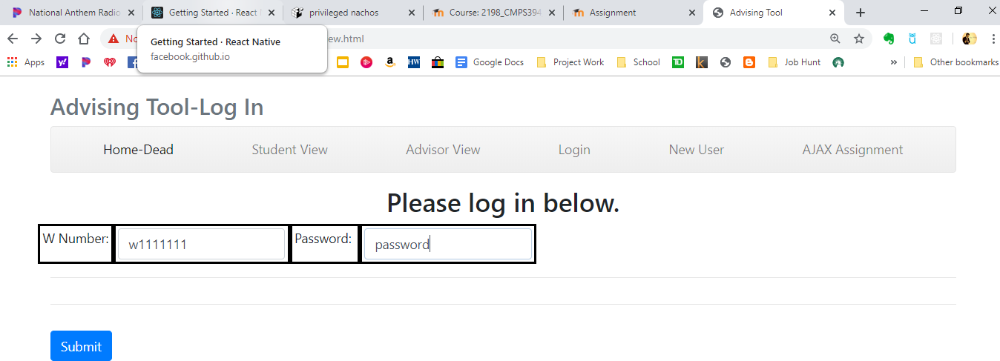 National Anthem Radio
Getting Started · React
privileged nachos
Course: 2198_CMPS394
Assignment
Advising Tool
Getting Started · React Native
facebook.github.io
ew.html
Apps
Google Docs
Project Work
School
Job Hunt
»
Other bookmarks
Advising Tool-Log In
Home-Dead
Student View
Advisor View
Login
New User
AJAX Assignment
Please log in below.
W Number:
w1111111
Password:
password
Submit